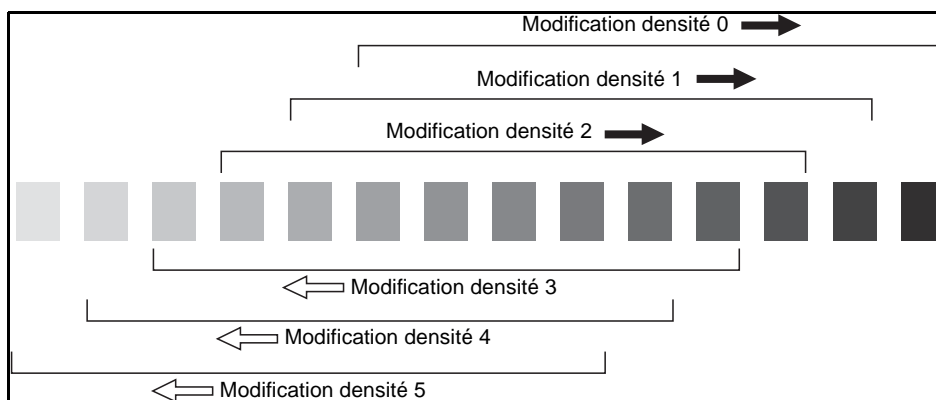 Modification densité 0
Modification densité 1
Modification densité 2
Modification densité 3
Modification densité 4
Modification densité 5